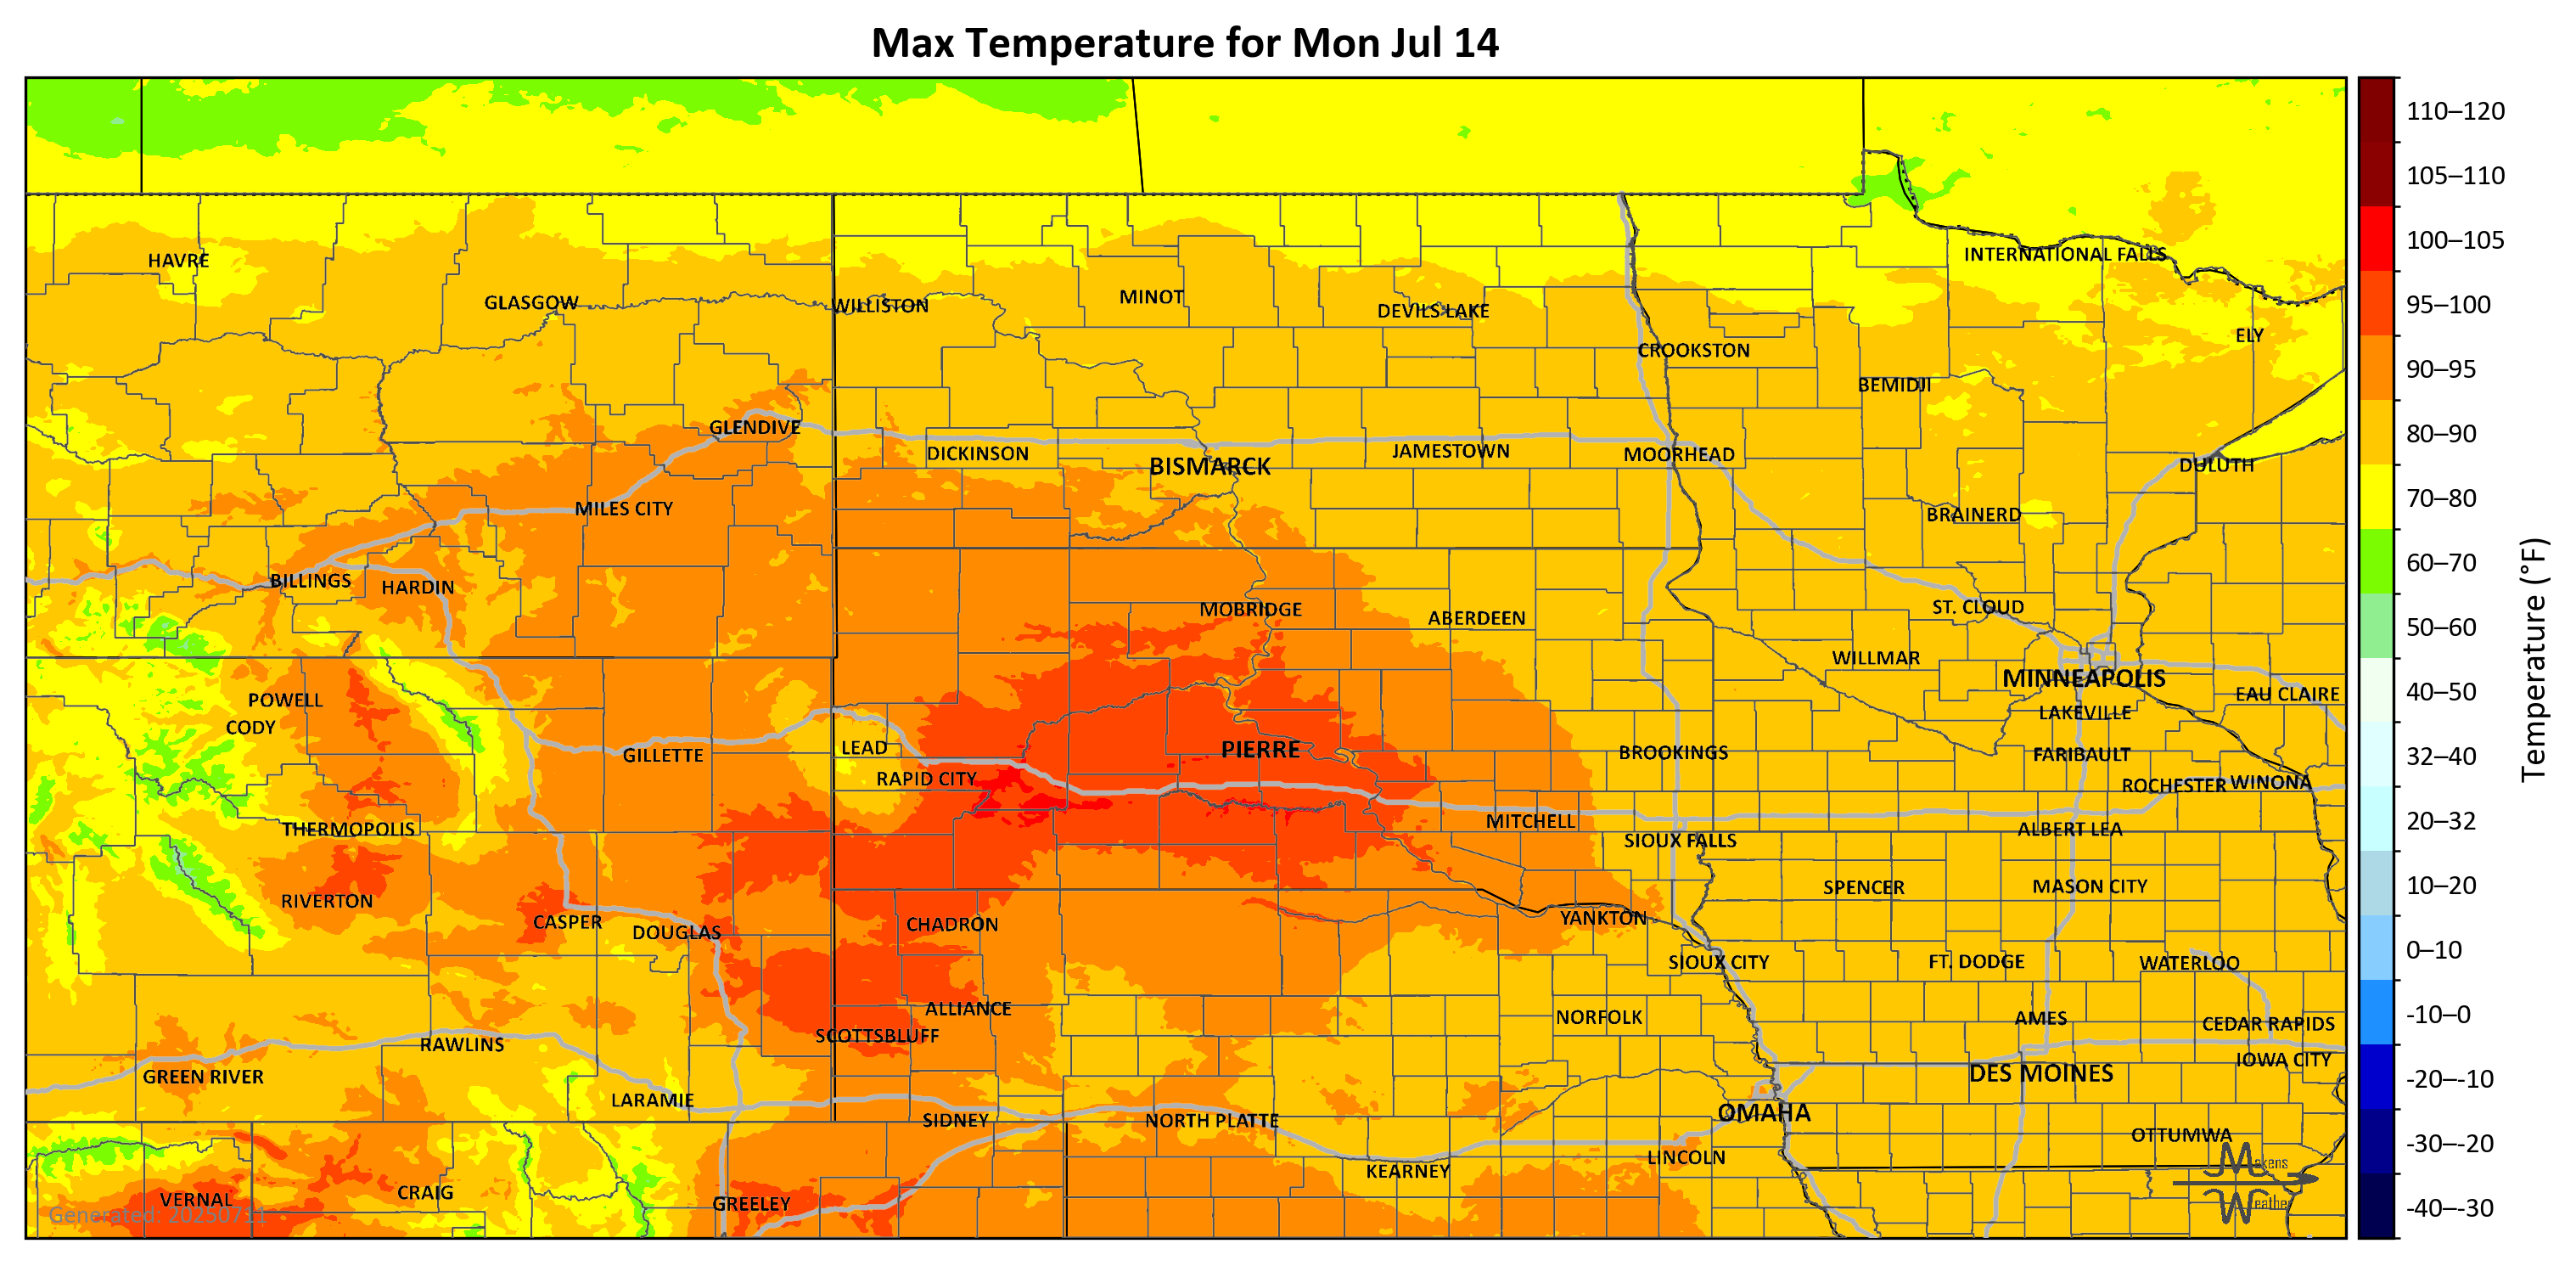 Max Temperature for Mon Jul 14
HAVRE
GLASGOW
WILLISTON
MINOT
DEVILS LAKE
INTERNATIONAL FALLS
CROOKSTON
BEMIDJI
ELY
GLENDIVE
DICKINSON
BISMARCK
JAMESTOWN
MOORHEAD
DULUTH
MILES CITY
BRAINERD
BILLINGS
HARDIN
MOBRIDGE
ABERDEEN
ST. CLOUD
WILLMAR
MINNEAPOLIS
POWELL
CODY
EAU CLAIRE
LAKEVILLE
GILLETTE
LEAD
RAPID CITY
PIERRE
BROOKINGS
FARIBAULT
ROCHESTER
WINONA
THERMOPOLIS
MITCHELL
SIOUX FALLS
ALBERT LEA
RIVERTON
CASPER
DOUGLAS
CHADRON
YANKTON
SPENCER
MASON CITY
SIOUX CITY
FT. DODGE
WATERLOO
ALLIANCE
SCOTTSBLUFF
NORFOLK
AMES
CEDAR RAPIDS
RAWLINS
IOWA CITY
GREEN RIVER
DES MOINES
LARAMIE
SIDNEY
NORTH PLATTE
OMAHA
OTTUMWA
KEARNEY
LINCOLN
VERNAL
CRAIG
GREELEY
Generated: 20250711
Makens
Weather
110–120
105–110
100–105
95–100
90–95
80–90
70–80
60–70
50–60
40–50
32–40
20–32
10–20
0–10
-10–0
-20–-10
-30–-20
-40–-30
Temperature (°F)